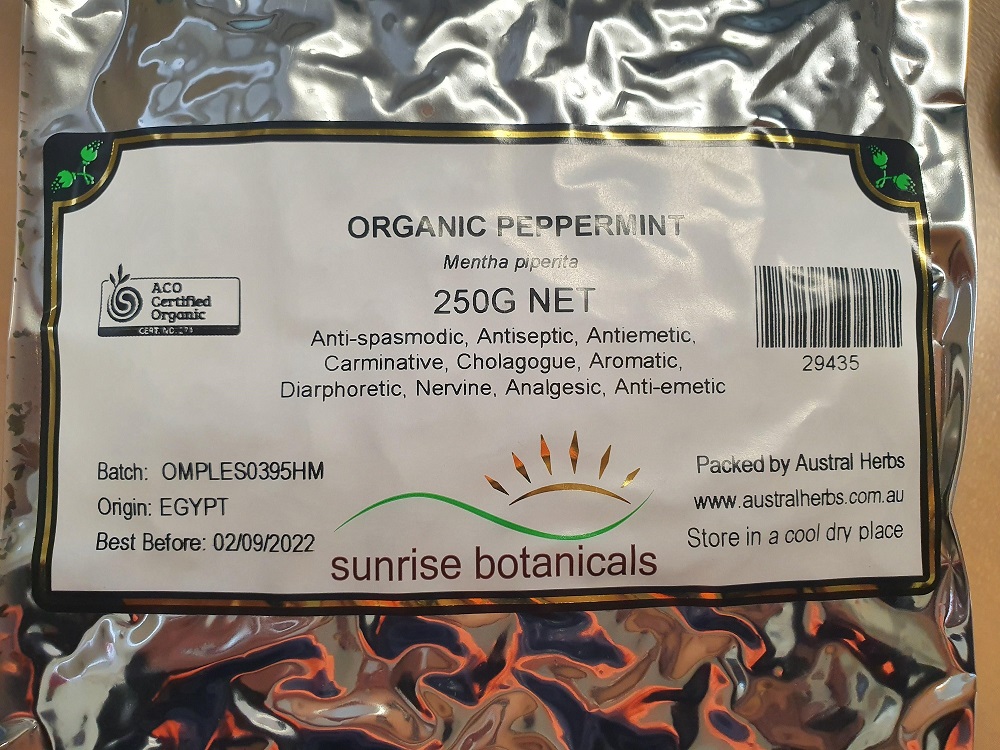 ORGANIC PEPPERMINT
Mentha piperita
250G NET
Anti-spasmodic, Antiseptic, Antiemetic,
Carminative, Cholagogue, Aromatic,
Diarphoretic, Nervine, Analgesic, Anti-emetic
ACO
Certified
Organic
CERT. NO.
29435
Batch: OMPLES0395HM
Origin: EGYPT
Best Before: 02/09/2022
sunrise botanicals
Packed by Austral Herbs
www.australherbs.com.au
Store in a cool dry place